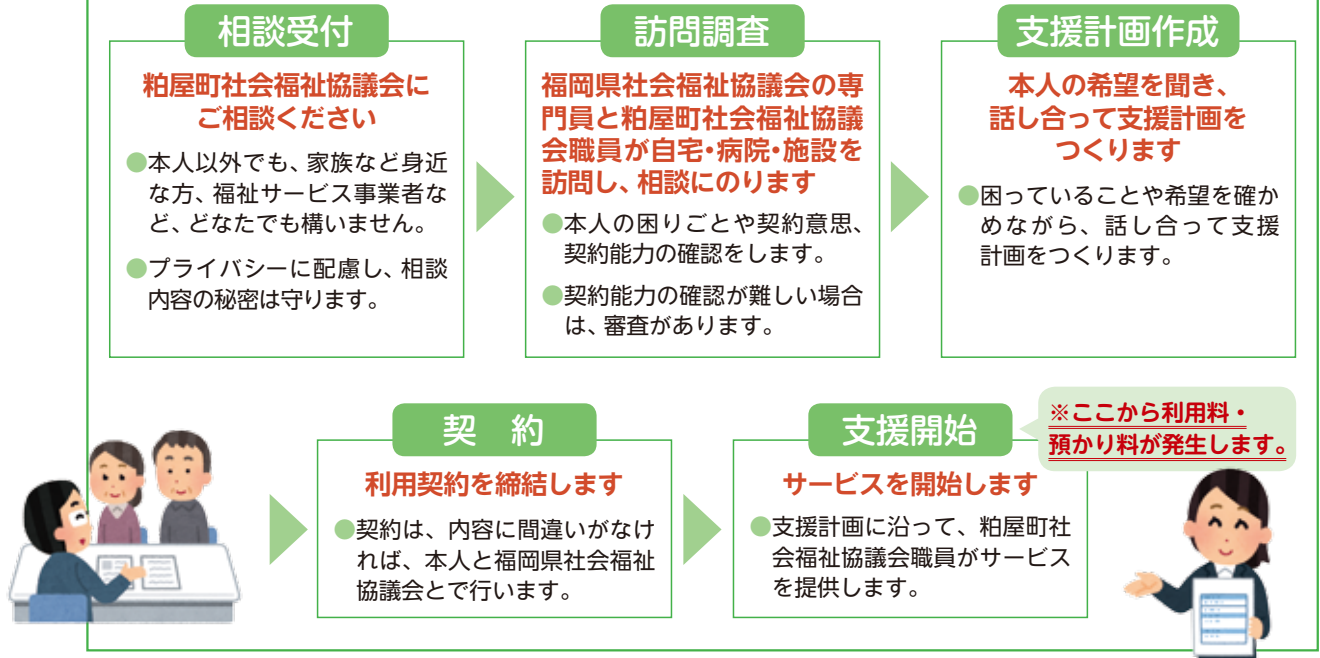 相談受付
粕屋町社会福祉協議会に
ご相談ください
●本人以外でも、家族など身近
な方、福祉サービス事業者な
ど、どなたでも構いません。
●プライバシーに配慮し、相談
内容の秘密は守ります。
訪問調査
福岡県社会福祉協議会の専
門員と粕屋町社会福祉協議
会職員が自宅・病院・施設を
訪問し、相談にのります
●本人の困りごとや契約意思、
契約能力の確認をします。
●契約能力の確認が難しい場合
は、審査があります。
支援計画作成
本人の希望を聞き、
話し合って支援計画を
つくります
●困っていることや希望を確か
めながら、話し合って支援
計画をつくります。
契　約
利用契約を締結します
●契約は、内容に間違いがなけ
れば、本人と福岡県社会福祉
協議会とで行います。
支援開始
※ここから利用料・
預かり料が発生します。
サービスを開始します
●支援計画に沿って、粕屋町社
会福祉協議会職員がサービス
を提供します。